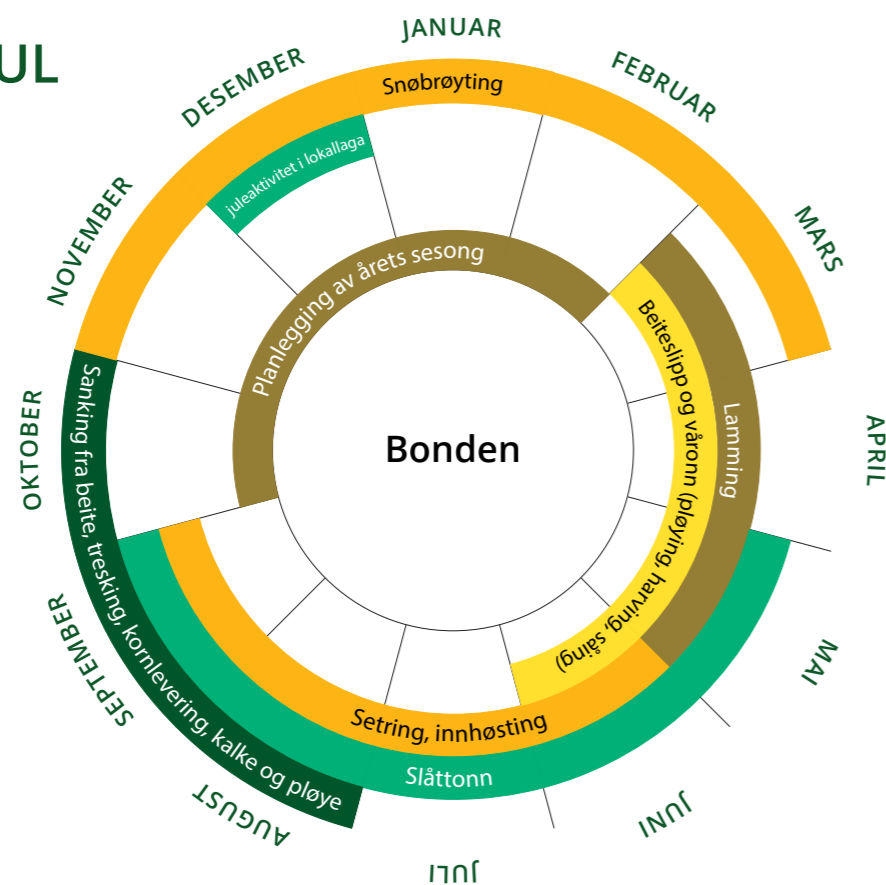 UL
JANUAR
FEBRUAR
MARS
APRIL
MAI
JUNI
JULI
AUGUST
SEPTEMBER
OKTOBER
NOVEMBER
DESEMBER
Snøbrøyting
juleaktivitet i lokallaga
Planlegging av årets sesong
Beiteslipp og våronn (pløying, harving, såing)
Lamming
Setring, innhøsting
Slåttonn
Sanking fra beite, tresking, kornlevering, kalke og pløye
Bonden